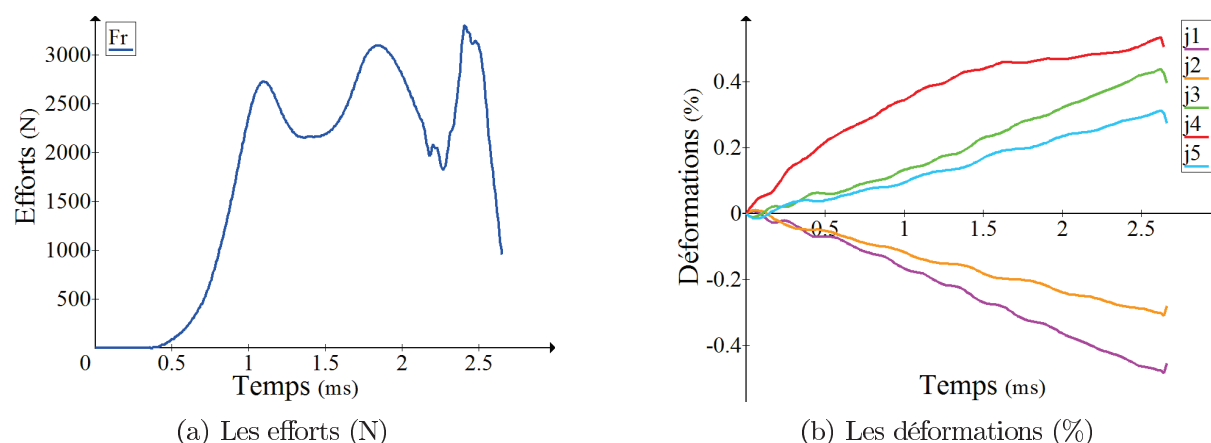 Fr
3000
2500
2000
1500
1000
500
0
0.5
1
1.5
2
2.5
Efforts (N)
Temps (ms)
(a) Les efforts (N)
0.4
0.2
0
-0.2
-0.4
0.5
1
1.5
2
2.5
Déformations (%)
Temps (ms)
j1
j2
j3
j4
j5
(b) Les déformations (%)